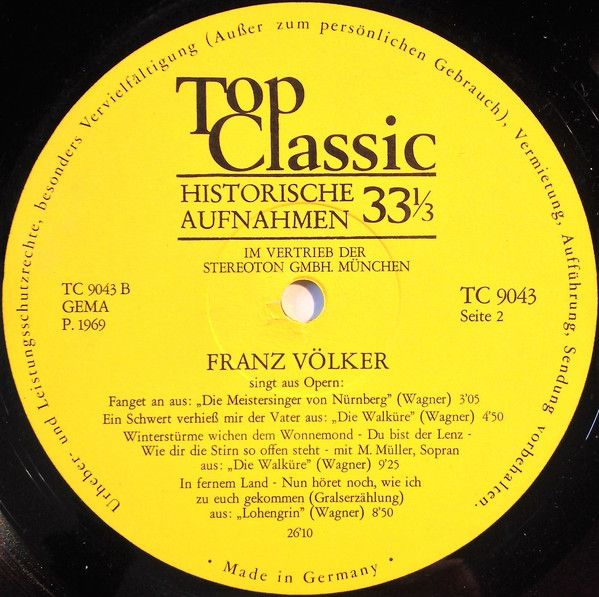 Urheber- und Leistungsschutzrechte, besonders Vervielfältigung (Außer zum persönlichen Gebrauch), Vermietung, Aufführung, Sendung vorbehalten.
Top
Classic
HISTORISCHE
AUFNAHMEN 33⅓
IM VERTRIEB DER
STEREOTON GMBH. MÜNCHEN
TC 9043 B
GEMA
P. 1969
TC 9043
Seite 2
FRANZ VÖLKER
singt aus Opern:
Fanget an aus: „Die Meistersinger von Nürnberg” (Wagner) 3'05
Ein Schwert verhieß mir der Vater aus: „Die Walküre” (Wagner) 4'50
Winterstürme wichen dem Wonnemond - Du bist der Lenz -
Wie dir die Stirn so offen steht - mit M. Müller, Sopran
aus: „Die Walküre” (Wagner) 9'25
In fernem Land - Nun höret noch, wie ich
zu euch gekommen (Gralserzählung)
aus: „Lohengrin” (Wagner) 8'50
26'10
• Made in Germany •